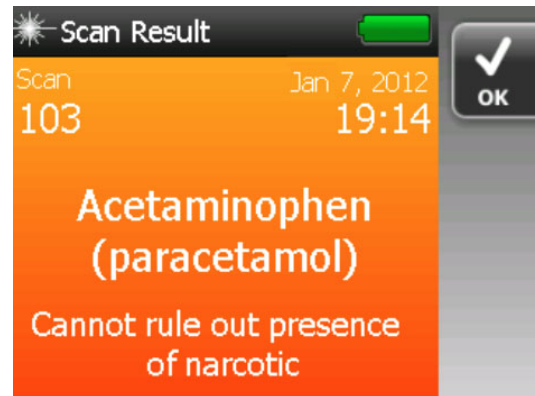 Scan Result
Scan
Jan 7, 2012
103
19:14
Acetaminophen
(paracetamol)
Cannot rule out presence
of narcotic
OK